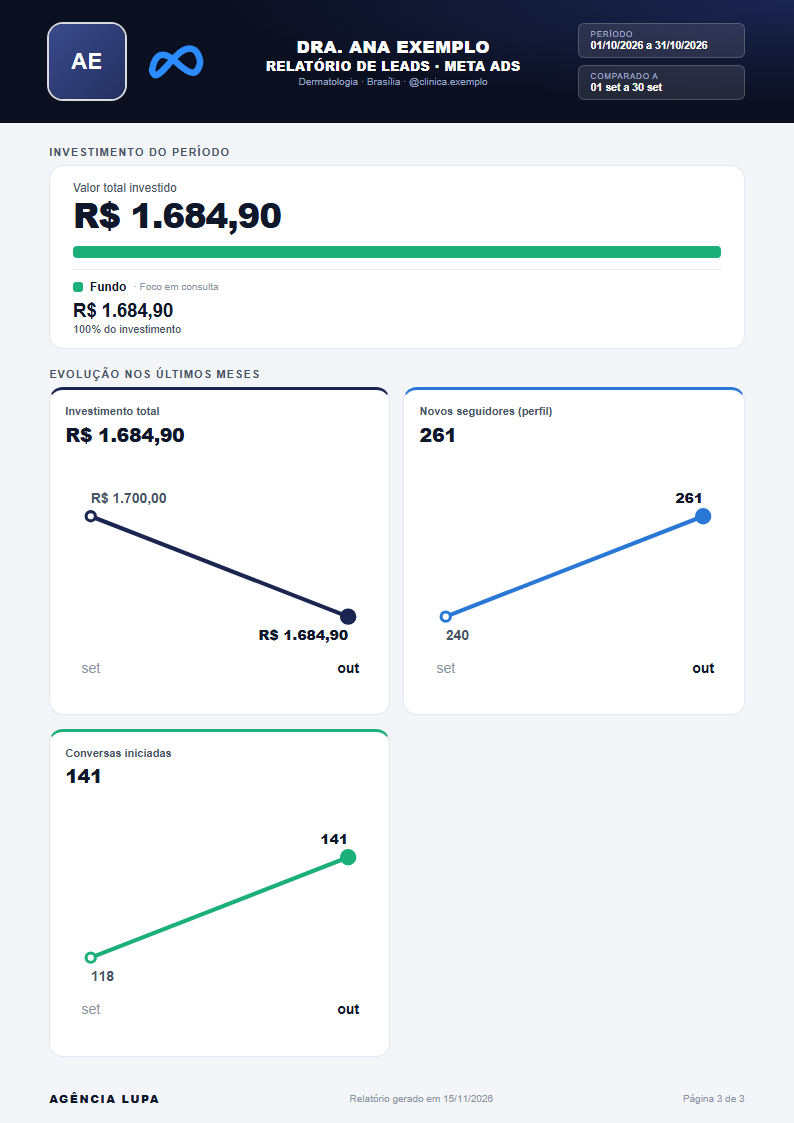 AE
DRA. ANA EXEMPLO
RELATÓRIO DE LEADS · META ADS
Dermatologia · Brasília · @clinica.exemplo
PERÍODO
01/10/2026 a 31/10/2026
COMPARADO A
01 set a 30 set
INVESTIMENTO DO PERÍODO
Valor total investido
R$ 1.684,90
Fundo · Foco em consulta
R$ 1.684,90
100% do investimento
EVOLUÇÃO NOS ÚLTIMOS MESES
Investimento total
R$ 1.684,90
R$ 1.700,00
R$ 1.684,90
set out
Novos seguidores (perfil)
261
261
240
set out
Conversas iniciadas
141
141
118
set out
AGÊNCIA LUPA
Relatório gerado em 15/11/2026
Página 3 de 3